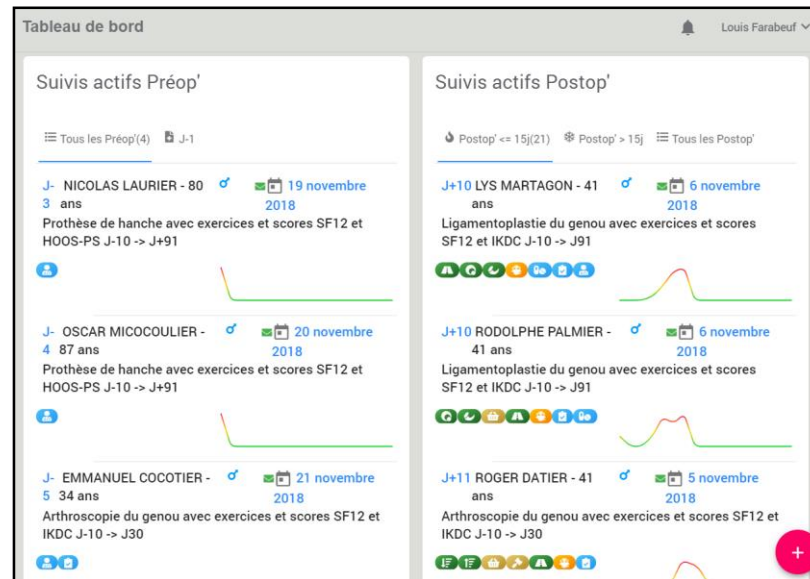 Tableau de bord
Louis Farabeuf
Suivis actifs Préop'
Tous les Préop'(4) J-1
J- NICOLAS LAURIER - 80 19 novembre
3 ans 2018
Prothèse de hanche avec exercices et scores SF12 et
HOOS-PS J-10 -> J+91
J- OSCAR MICOCOULIER - 20 novembre
4 87 ans 2018
Prothèse de hanche avec exercices et scores SF12 et
HOOS-PS J-10 -> J+91
J- EMMANUEL COCOTIER - 21 novembre
5 34 ans 2018
Arthroscopie du genou avec exercices et scores SF12 et
IKDC J-10 -> J30
Suivis actifs Postop'
Postop' <= 15j(21) Postop' > 15j Tous les Postop'
J+10 LYS MARTAGON - 41 6 novembre
ans 2018
Ligamentoplastie du genou avec exercices et scores
SF12 et IKDC J-10 -> J91
J+10 RODOLPHE PALMIER - 6 novembre
41 ans 2018
Ligamentoplastie du genou avec exercices et scores
SF12 et IKDC J-10 -> J91
J+11 ROGER DATIER - 41 5 novembre
ans 2018
Arthroscopie du genou avec exercices et scores SF12 et
IKDC J-10 -> J30
+